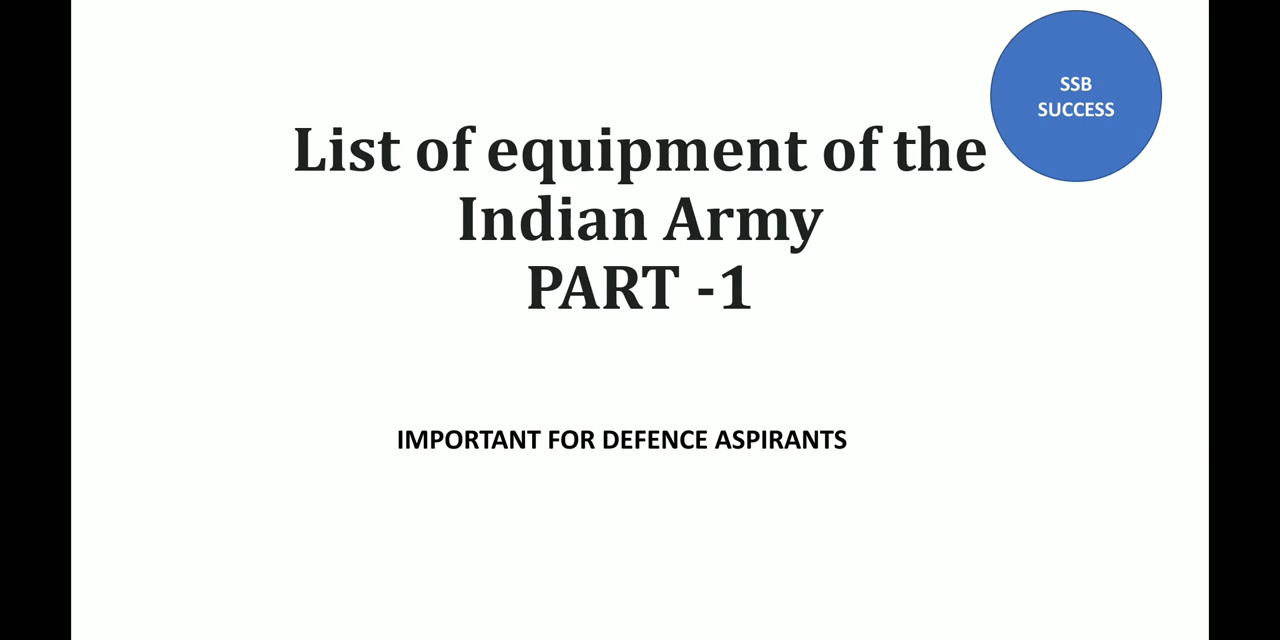 SSB
SUCCESS
List of equipment of the
Indian Army
PART -1
IMPORTANT FOR DEFENCE ASPIRANTS